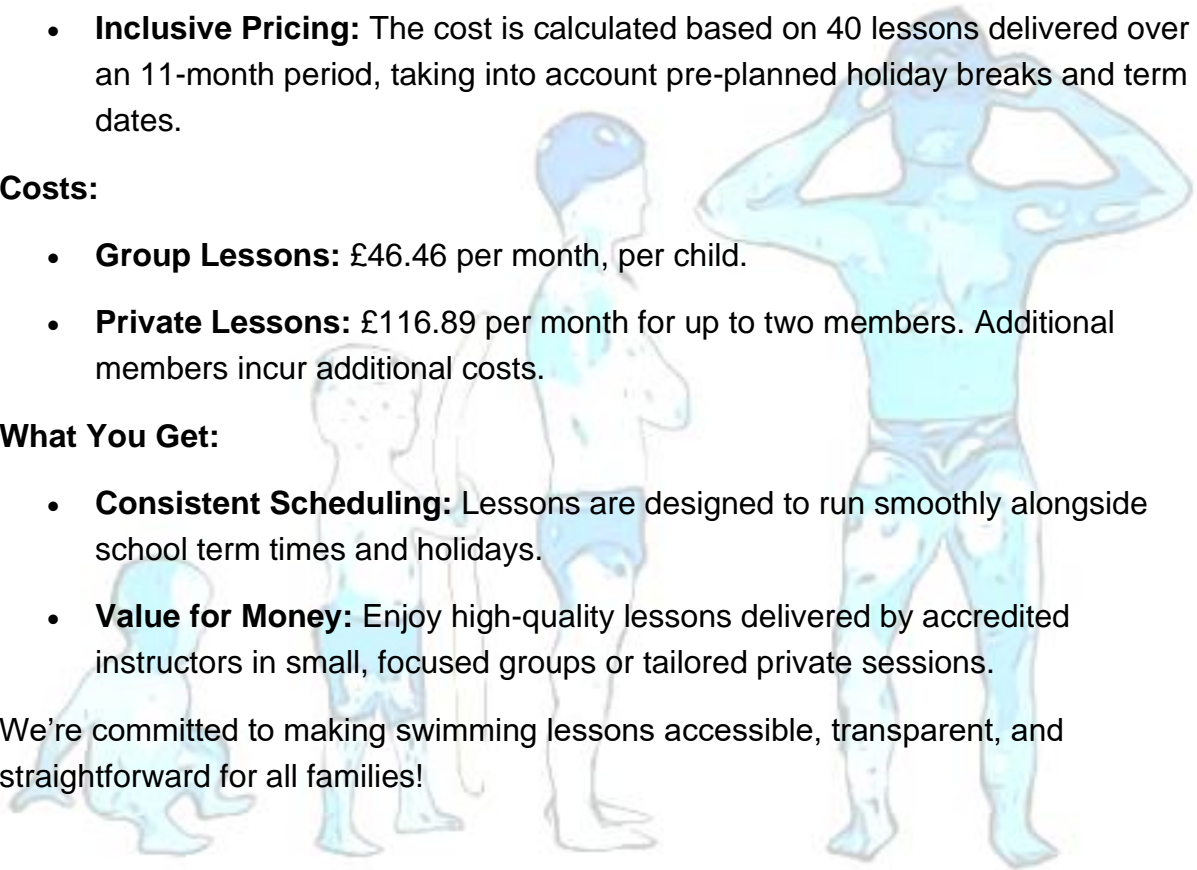 • Inclusive Pricing: The cost is calculated based on 40 lessons delivered over
an 11-month period, taking into account pre-planned holiday breaks and term
dates.
Costs:
• Group Lessons: £46.46 per month, per child.
• Private Lessons: £116.89 per month for up to two members. Additional
members incur additional costs.
What You Get:
• Consistent Scheduling: Lessons are designed to run smoothly alongside
school term times and holidays.
• Value for Money: Enjoy high-quality lessons delivered by accredited
instructors in small, focused groups or tailored private sessions.
We’re committed to making swimming lessons accessible, transparent, and
straightforward for all families!